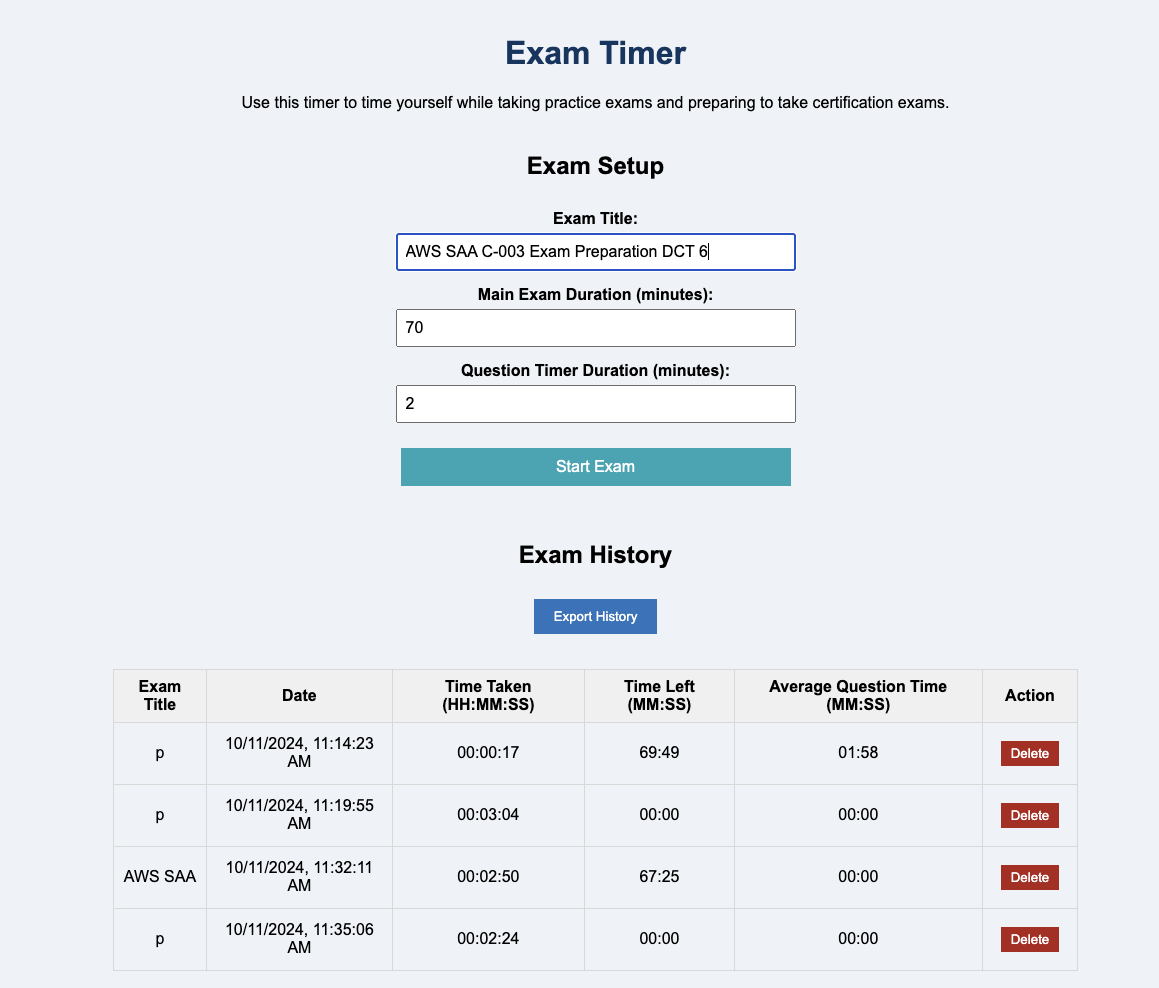 Exam Timer
Use this timer to time yourself while taking practice exams and preparing to take certification exams.
Exam Setup
Exam Title:
AWS SAA C-003 Exam Preparation DCT 6
Main Exam Duration (minutes):
70
Question Timer Duration (minutes):
2
Start Exam
Exam History
Export History
Exam Title Date Time Taken (HH:MM:SS) Time Left (MM:SS) Average Question Time (MM:SS) Action
p 10/11/2024, 11:14:23 AM 00:00:17 69:49 01:58 Delete
p 10/11/2024, 11:19:55 AM 00:03:04 00:00 00:00 Delete
AWS SAA 10/11/2024, 11:32:11 AM 00:02:50 67:25 00:00 Delete
p 10/11/2024, 11:35:06 AM 00:02:24 00:00 00:00 Delete